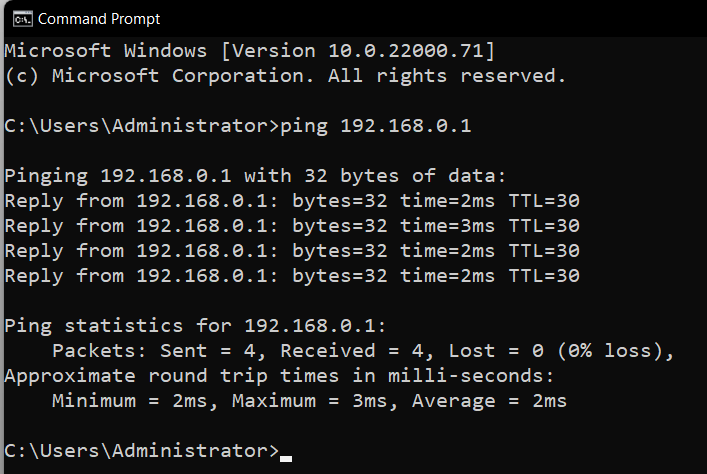 Command Prompt
Microsoft Windows [Version 10.0.22000.71]
(c) Microsoft Corporation. All rights reserved.
C:\Users\Administrator>ping 192.168.0.1
Pinging 192.168.0.1 with 32 bytes of data:
Reply from 192.168.0.1: bytes=32 time=2ms TTL=30
Reply from 192.168.0.1: bytes=32 time=3ms TTL=30
Reply from 192.168.0.1: bytes=32 time=2ms TTL=30
Reply from 192.168.0.1: bytes=32 time=2ms TTL=30
Ping statistics for 192.168.0.1:
    Packets: Sent = 4, Received = 4, Lost = 0 (0% loss),
Approximate round trip times in milli-seconds:
    Minimum = 2ms, Maximum = 3ms, Average = 2ms
C:\Users\Administrator>